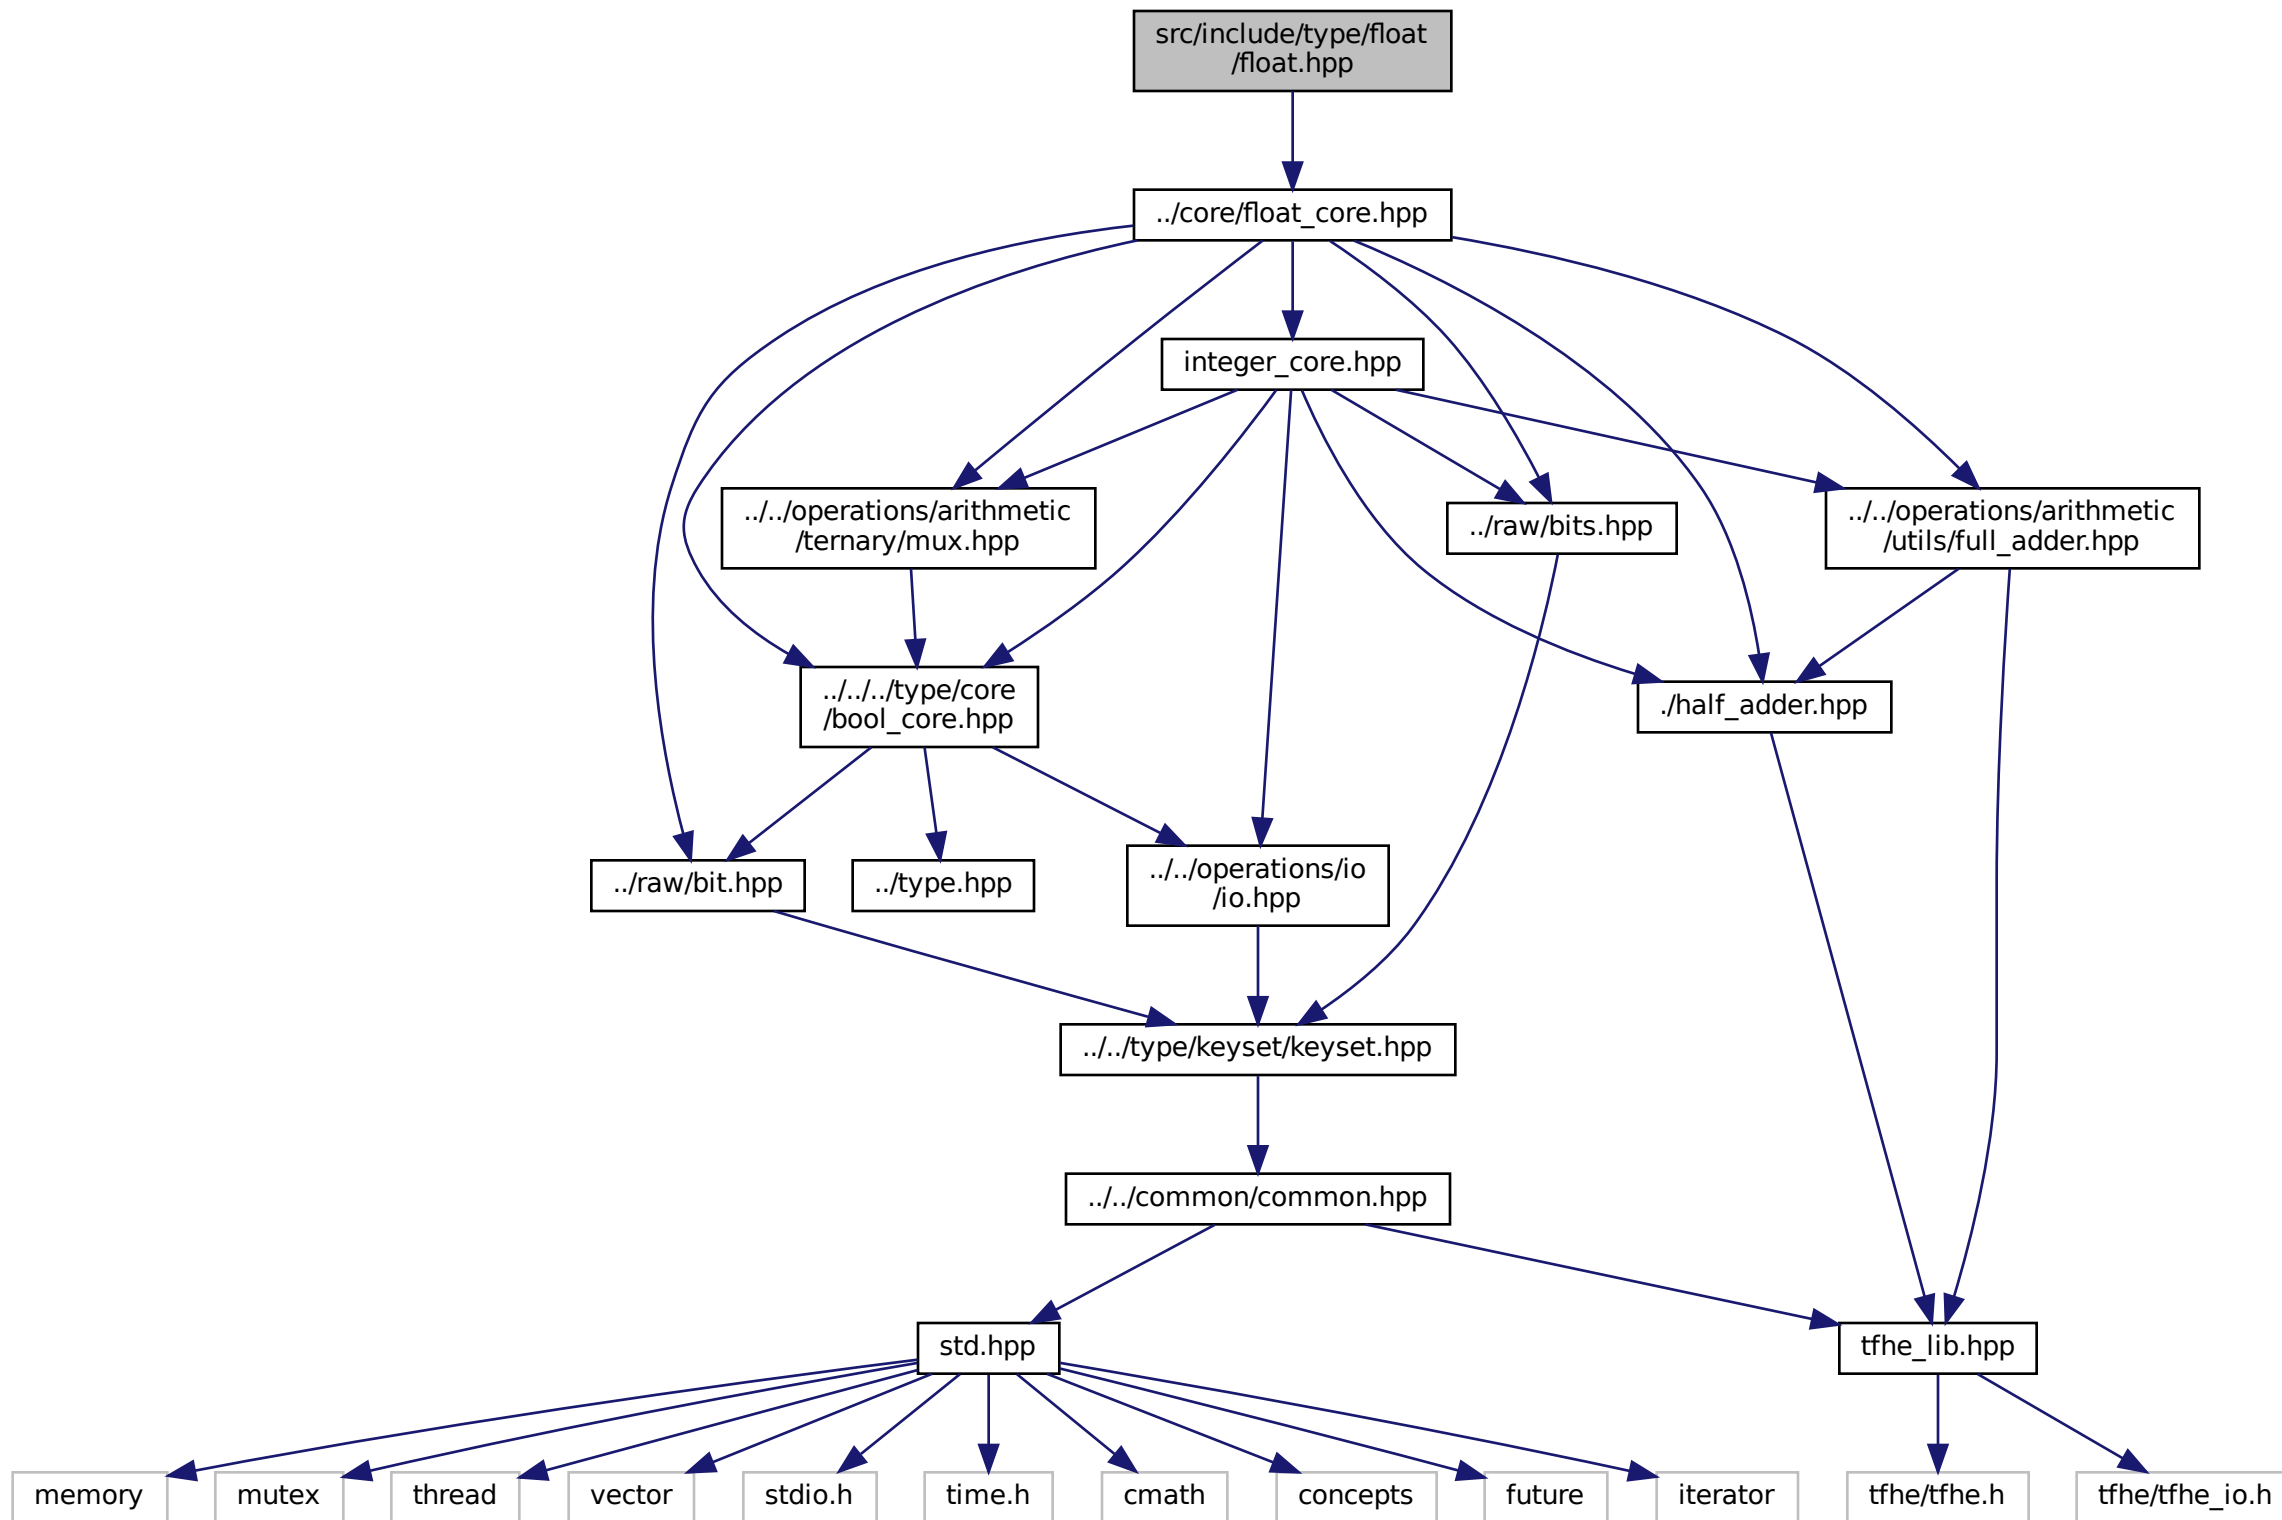 src/include/type/float
/float.hpp
../core/float_core.hpp
integer_core.hpp
../../operations/arithmetic
/ternary/mux.hpp
../raw/bits.hpp
../../operations/arithmetic
/utils/full_adder.hpp
../../../type/core
/bool_core.hpp
./half_adder.hpp
../raw/bit.hpp
../type.hpp
../../operations/io
/io.hpp
../../type/keyset/keyset.hpp
../../common/common.hpp
std.hpp
tfhe_lib.hpp
memory
mutex
thread
vector
stdio.h
time.h
cmath
concepts
future
iterator
tfhe/tfhe.h
tfhe/tfhe_io.h